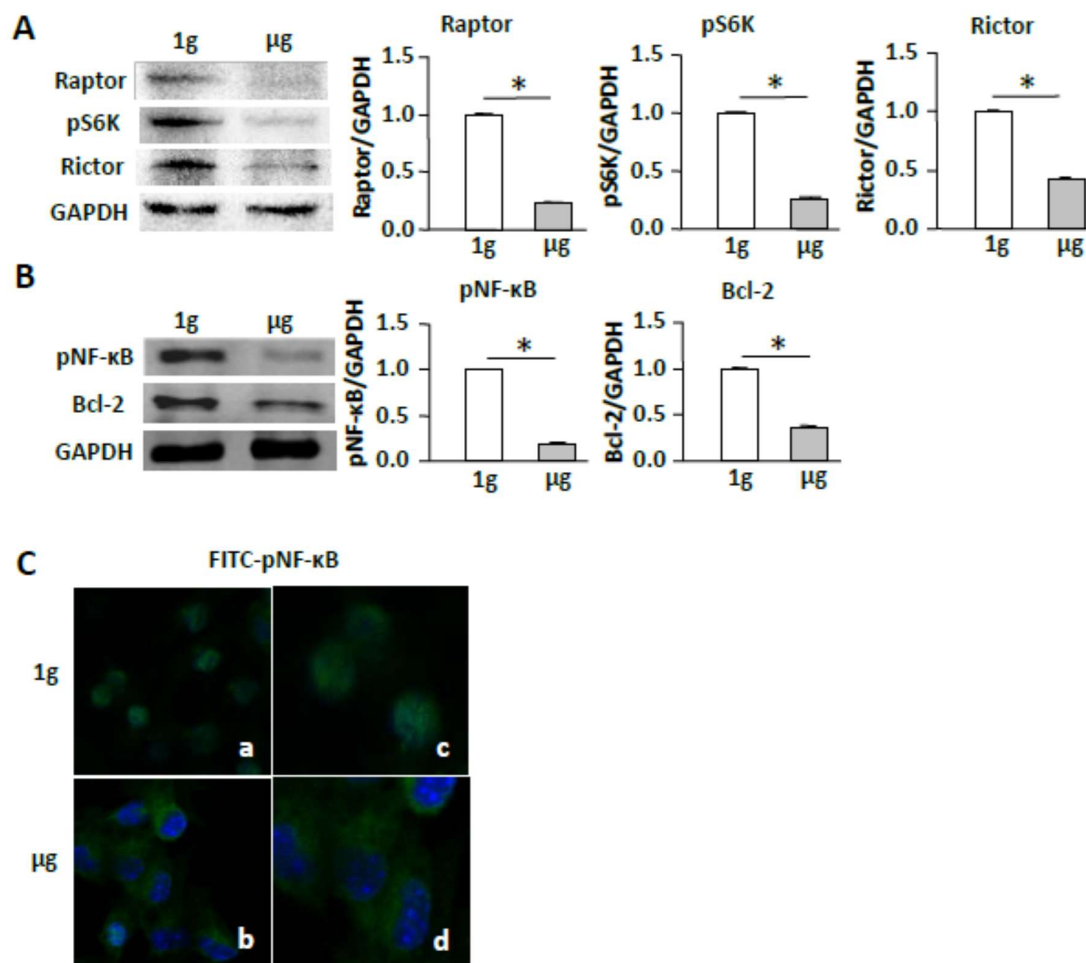 A
1g μg
Raptor
pS6K
Rictor
GAPDH
Raptor
Raptor/GAPDH
1.5
1.0
0.5
0.0
1g μg
*
pS6K
pS6K/GAPDH
1.5
1.0
0.5
0.0
1g μg
*
Rictor
Rictor/GAPDH
1.5
1.0
0.5
0.0
1g μg
*
B
1g μg
pNF-κB
Bcl-2
GAPDH
pNF-κB
pNF-κB/GAPDH
1.5
1.0
0.5
0.0
1g μg
*
Bcl-2
Bcl-2/GAPDH
1.5
1.0
0.5
0.0
1g μg
*
C
FITC-pNF-κB
1g
a
c
μg
b
d